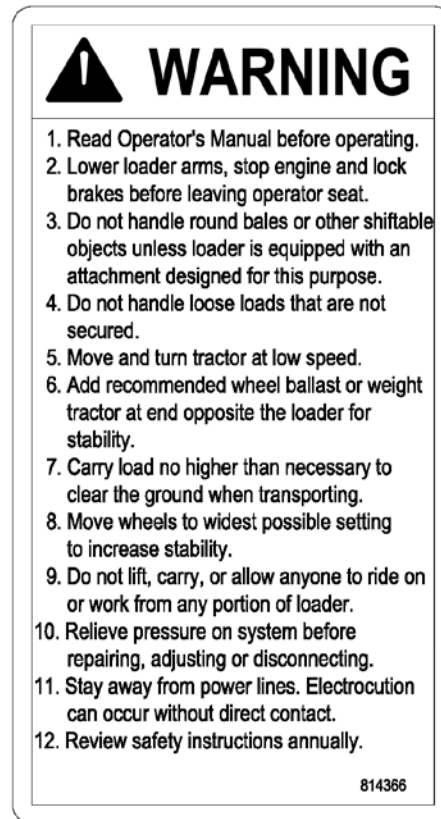 WARNING
1. Read Operator's Manual before operating.
2. Lower loader arms, stop engine and lock
brakes before leaving operator seat.
3. Do not handle round bales or other shiftable
objects unless loader is equipped with an
attachment designed for this purpose.
4. Do not handle loose loads that are not
secured.
5. Move and turn tractor at low speed.
6. Add recommended wheel ballast or weight
tractor at end opposite the loader for
stability.
7. Carry load no higher than necessary to
clear the ground when transporting.
8. Move wheels to widest possible setting
to increase stability.
9. Do not lift, carry, or allow anyone to ride on
or work from any portion of loader.
10. Relieve pressure on system before
repairing, adjusting or disconnecting.
11. Stay away from power lines. Electrocution
can occur without direct contact.
12. Review safety instructions annually.
814366